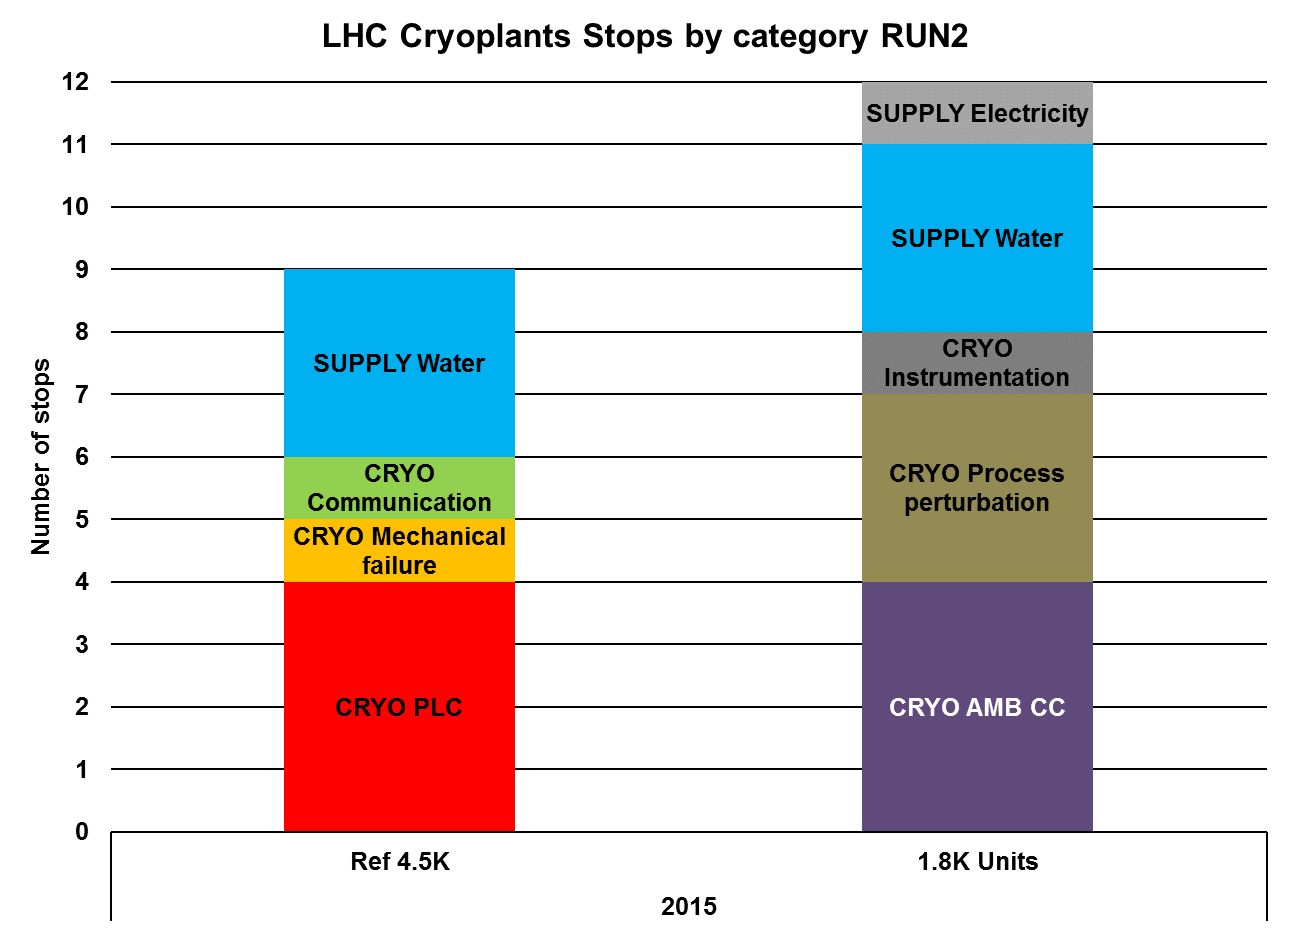 LHC Cryoplants Stops by category RUN2
Number of stops
12
11
10
9
8
7
6
5
4
3
2
1
0
SUPPLY Water
CRYO
Communication
CRYO Mechanical
failure
CRYO PLC
SUPPLY Electricity
SUPPLY Water
CRYO
Instrumentation
CRYO Process
perturbation
CRYO AMB CC
Ref 4.5K
1.8K Units
2015